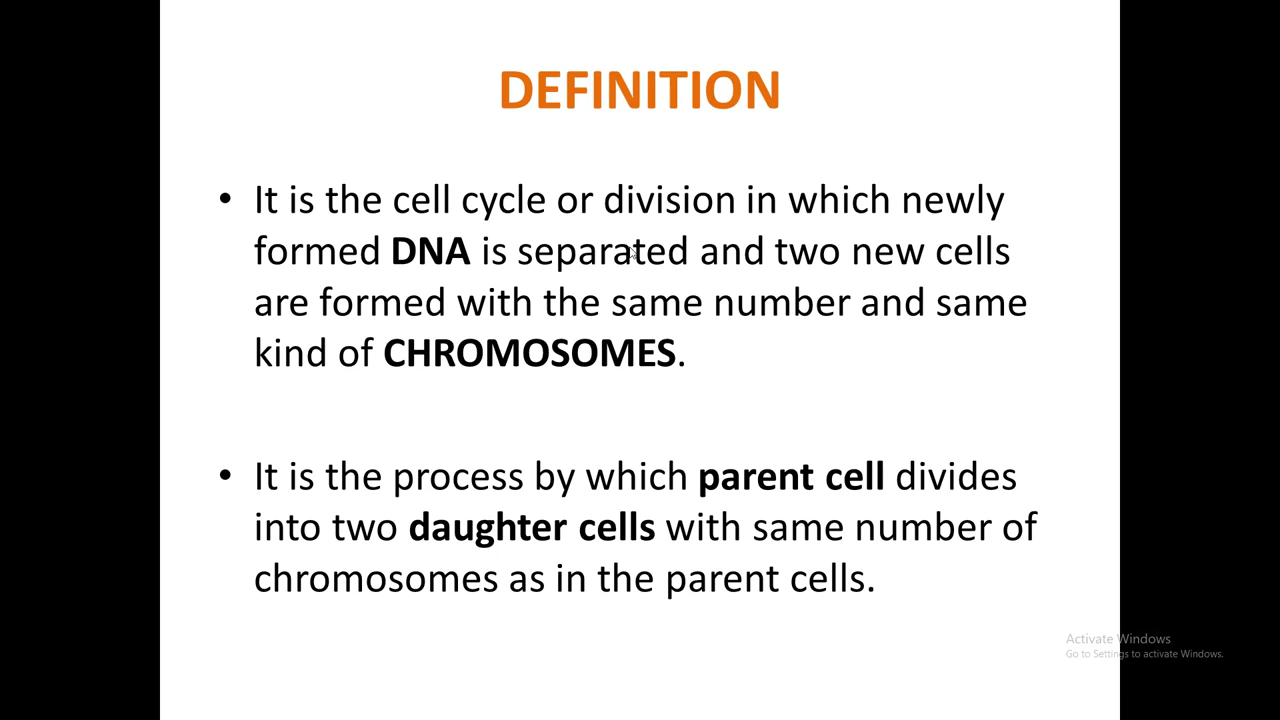 DEFINITION
• It is the cell cycle or division in which newly
formed DNA is separated and two new cells
are formed with the same number and same
kind of CHROMOSOMES.
• It is the process by which parent cell divides
into two daughter cells with same number of
chromosomes as in the parent cells.
Activate Windows
Go to Settings to activate Windows.